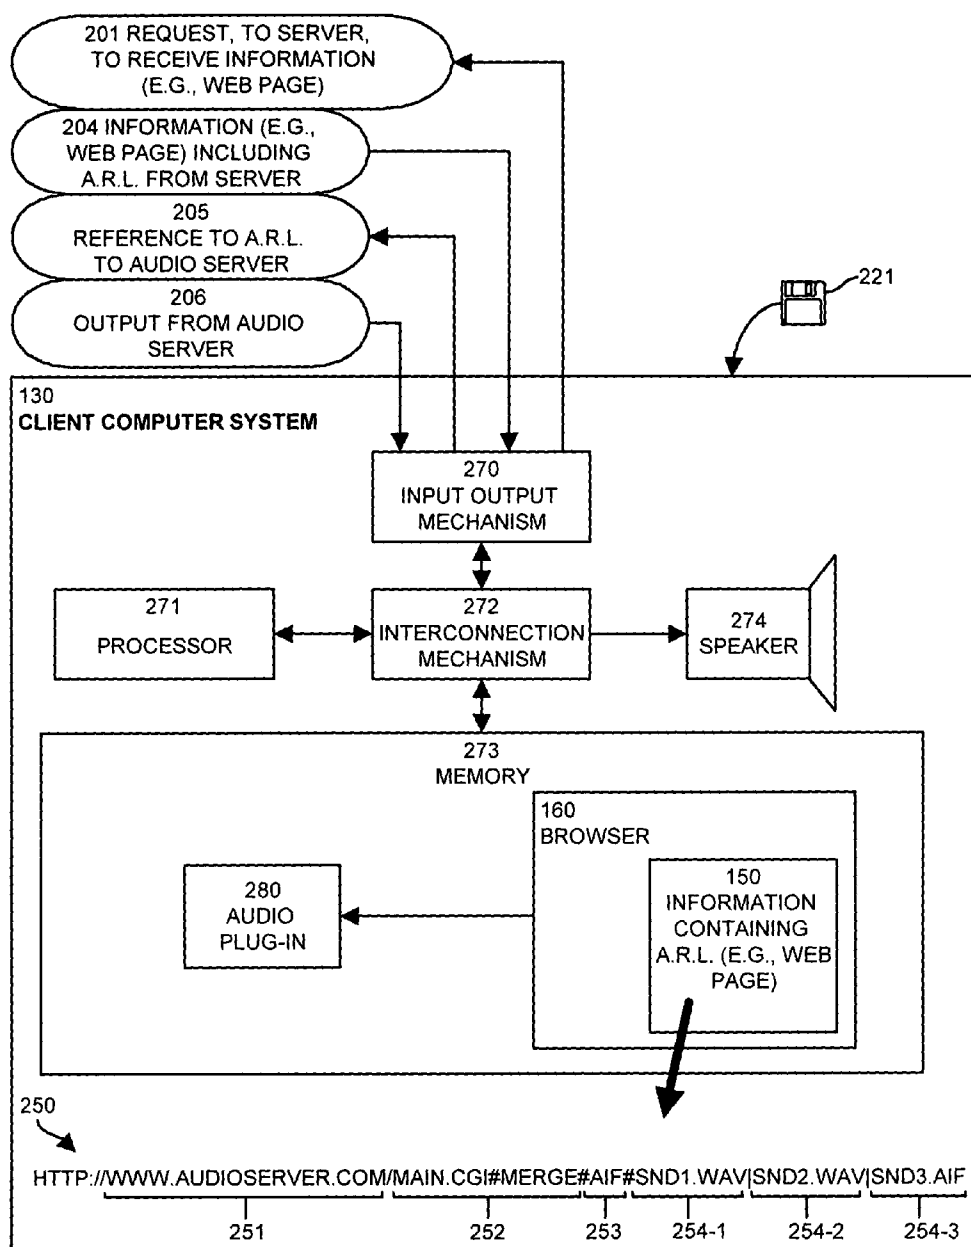 201 REQUEST, TO SERVER,
TO RECEIVE INFORMATION
(E.G., WEB PAGE)
204 INFORMATION (E.G.,
WEB PAGE) INCLUDING
A.R.L. FROM SERVER
205
REFERENCE TO A.R.L.
TO AUDIO SERVER
206
OUTPUT FROM AUDIO
SERVER
221
130
CLIENT COMPUTER SYSTEM
270
INPUT OUTPUT
MECHANISM
271
PROCESSOR
272
INTERCONNECTION
MECHANISM
274
SPEAKER
273
MEMORY
160
BROWSER
280
AUDIO
PLUG-IN
150
INFORMATION
CONTAINING
A.R.L. (E.G., WEB
PAGE)
250
HTTP://WWW.AUDIOSERVER.COM/MAIN.CGI#MERGE#AIF#SND1.WAV|SND2.WAV|SND3.AIF
251 252 253 254-1 254-2 254-3